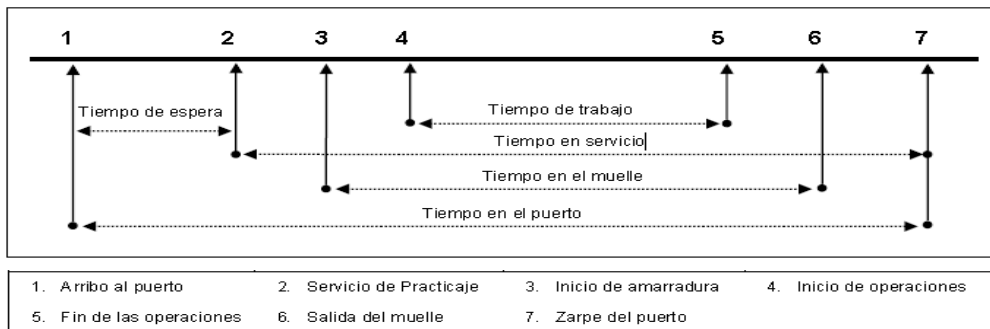 1 2 3 4 5 6 7
Tiempo de espera
Tiempo de trabajo
Tiempo en servicio
Tiempo en el muelle
Tiempo en el puerto
1. Arribo al puerto 2. Servicio de Practicaje 3. Inicio de amarradura 4. Inicio de operaciones
5. Fin de las operaciones 6. Salida del muelle 7. Zarpe del puerto